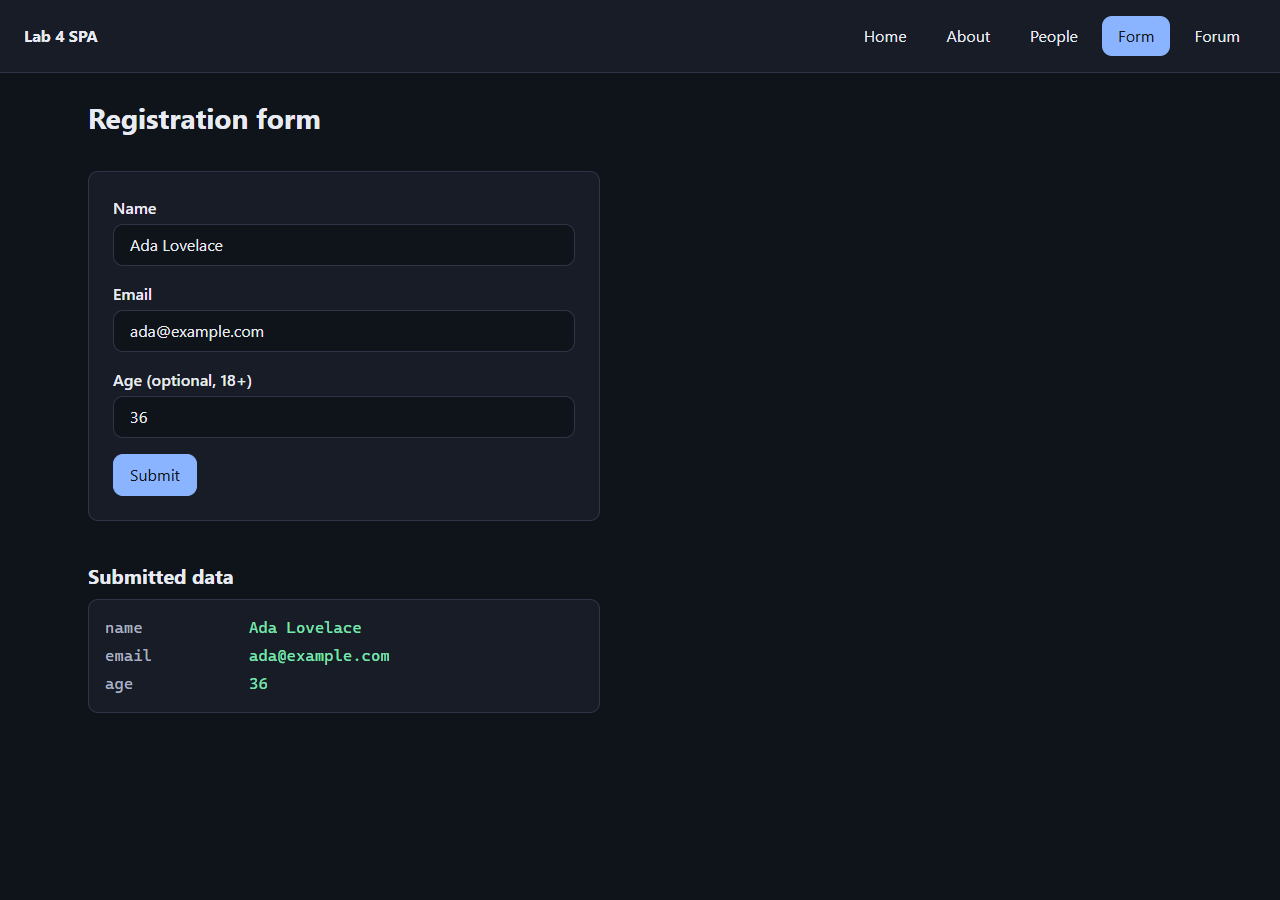 Lab 4 SPA Home About People Form Forum
Registration form
Name
Ada Lovelace
Email
ada@example.com
Age (optional, 18+)
36
Submit
Submitted data
name Ada Lovelace
email ada@example.com
age 36